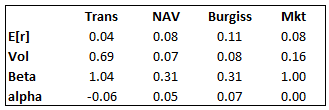 Trans NAV Burgiss Mkt
E[r] 0.04 0.08 0.11 0.08
Vol 0.69 0.07 0.08 0.16
Beta 1.04 0.31 0.31 1.00
alpha -0.06 0.05 0.07 0.00